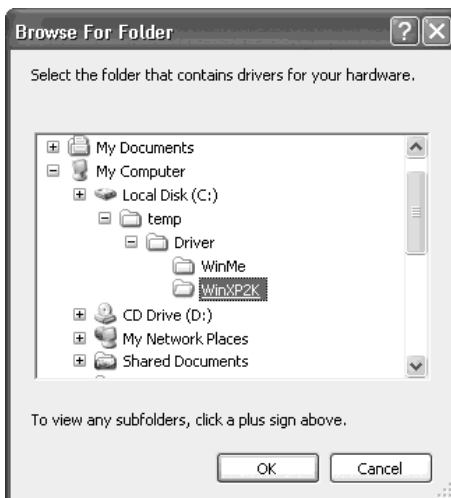 Browse For Folder
Select the folder that contains drivers for your hardware.
My Documents
My Computer
Local Disk (C:)
temp
Driver
WinMe
WinXP2K
CD Drive (D:)
My Network Places
Shared Documents
To view any subfolders, click a plus sign above.
OK Cancel